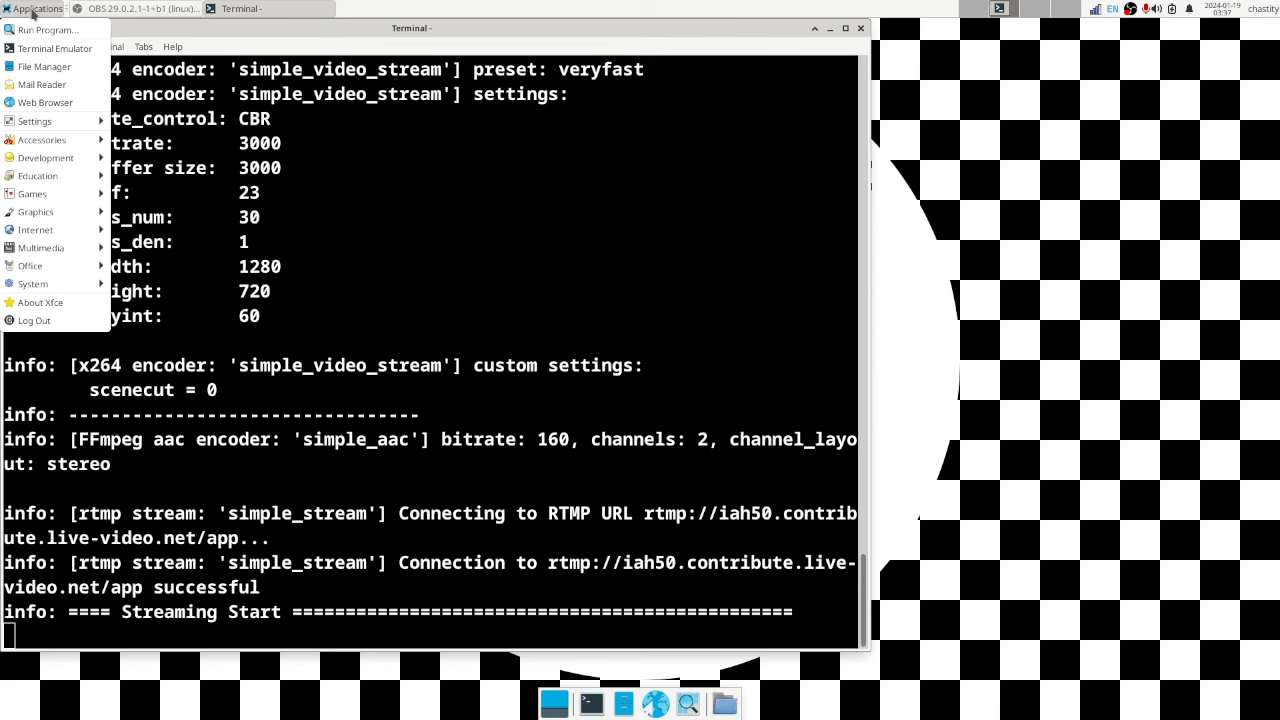 Applications
OBS 29.0.2.1-1+b1 (linux)...
Terminal -
EN
2024-01-19
03:37
chastity
Terminal -
nal Tabs Help
Run Program...
Terminal Emulator
File Manager
Mail Reader
Web Browser
Settings
Accessories
Development
Education
Games
Graphics
Internet
Multimedia
Office
System
About Xfce
Log Out
4 encoder: 'simple_video_stream'] preset: veryfast
4 encoder: 'simple_video_stream'] settings:
te_control: CBR
trate: 3000
ffer size: 3000
f: 23
s_num: 30
s_den: 1
dth: 1280
ight: 720
yint: 60
info: [x264 encoder: 'simple_video_stream'] custom settings:
scenecut = 0
info: ---------------------------------
info: [FFmpeg aac encoder: 'simple_aac'] bitrate: 160, channels: 2, channel_layo
ut: stereo
info: [rtmp stream: 'simple_stream'] Connecting to RTMP URL rtmp://iah50.contrib
ute.live-video.net/app...
info: [rtmp stream: 'simple_stream'] Connection to rtmp://iah50.contribute.live-
video.net/app successful
info: ==== Streaming Start ===============================================